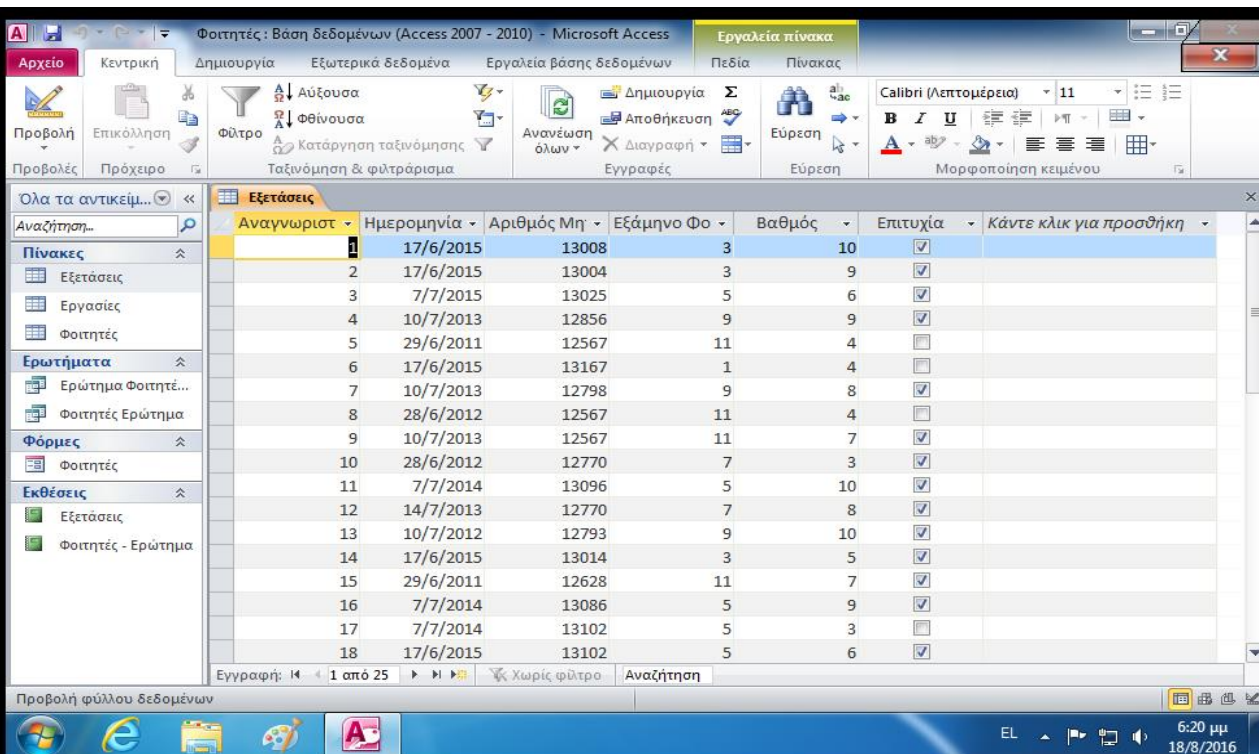 Φοιτητές : Βάση δεδομένων (Access 2007 - 2010) - Microsoft Access Εργαλεία πίνακα
Αρχείο Κεντρική Δημιουργία Εξωτερικά δεδομένα Εργαλεία βάσης δεδομένων Πεδία Πίνακας
Προβολή
Επικόλληση
Φίλτρο
Αύξουσα
Φθίνουσα
Κατάργηση ταξινόμησης
Ανανέωση όλων
Δημιουργία
Αποθήκευση
Διαγραφή
Εύρεση
Calibri (Λεπτομέρεια) 11
B I U
Προβολές Πρόχειρο Ταξινόμηση & φιλτράρισμα Εγγραφές Εύρεση Μορφοποίηση κειμένου
Όλα τα αντικείμ...
Αναζήτηση...
Πίνακες
Εξετάσεις
Εργασίες
Φοιτητές
Ερωτήματα
Ερώτημα Φοιτητέ...
Φοιτητές Ερώτημα
Φόρμες
Φοιτητές
Εκθέσεις
Εξετάσεις
Φοιτητές - Ερώτημα
Εξετάσεις
Αναγνωριστ Ημερομηνία Αριθμός Μη Εξάμηνο Φο Βαθμός Επιτυχία Κάντε κλικ για προσθήκη
1 17/6/2015 13008 3 10
2 17/6/2015 13004 3 9
3 7/7/2015 13025 5 6
4 10/7/2013 12856 9 9
5 29/6/2011 12567 11 4
6 17/6/2015 13167 1 4
7 10/7/2013 12798 9 8
8 28/6/2012 12567 11 4
9 10/7/2013 12567 11 7
10 28/6/2012 12770 7 3
11 7/7/2014 13096 5 10
12 14/7/2013 12770 7 8
13 10/7/2012 12793 9 10
14 17/6/2015 13014 3 5
15 29/6/2011 12628 11 7
16 7/7/2014 13086 5 9
17 7/7/2014 13102 5 3
18 17/6/2015 13102 5 6
Εγγραφή: 1 από 25 Χωρίς φίλτρο Αναζήτηση
Προβολή φύλλου δεδομένων
EL 6:20 μμ
18/8/2016